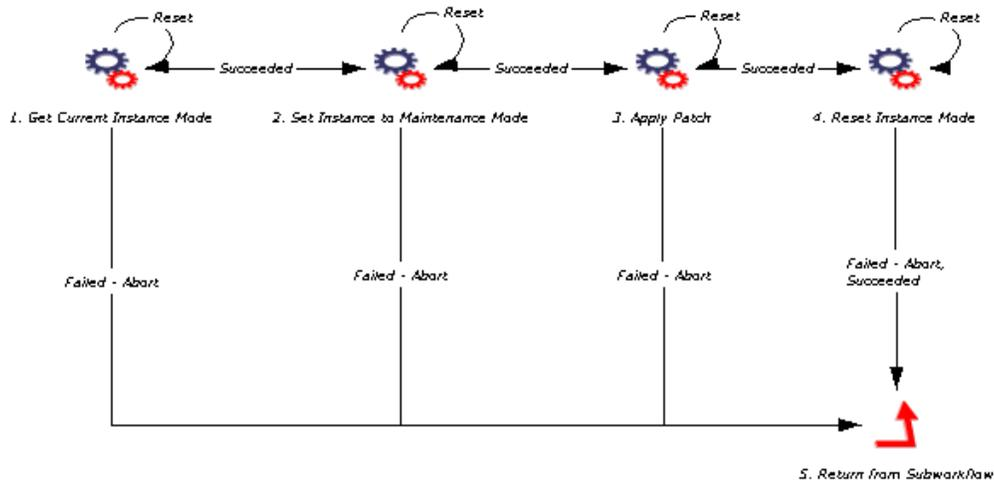 Reset
Reset
Reset
Reset
Succeeded
Succeeded
Succeeded
1. Get Current Instance Mode
2. Set Instance to Maintenance Mode
3. Apply Patch
4. Reset Instance Mode
Failed - Abort
Failed - Abort
Failed - Abort
Failed - Abort,
Succeeded
5. Return from Subworkflow